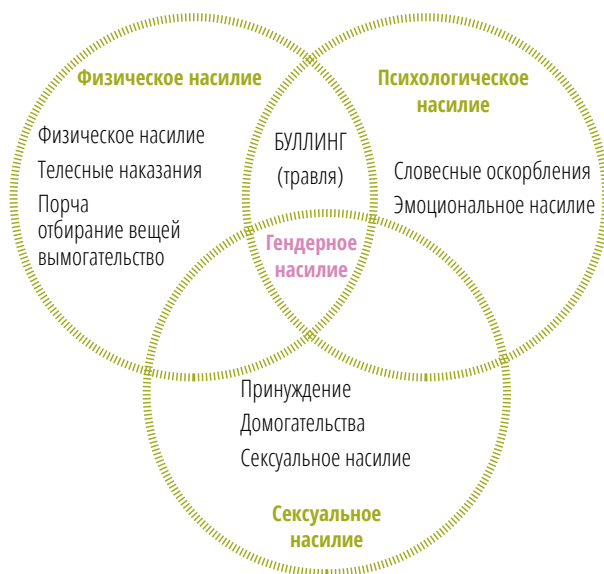 Физическое насилие
Физическое насилие
Телесные наказания
Порча
отбирание вещей
вымогательство
БУЛЛИНГ
(травля)
Психологическое
насилие
Словесные оскорбления
Эмоциональное насилие
Гендерное
насилие
Принуждение
Домогательства
Сексуальное насилие
Сексуальное
насилие